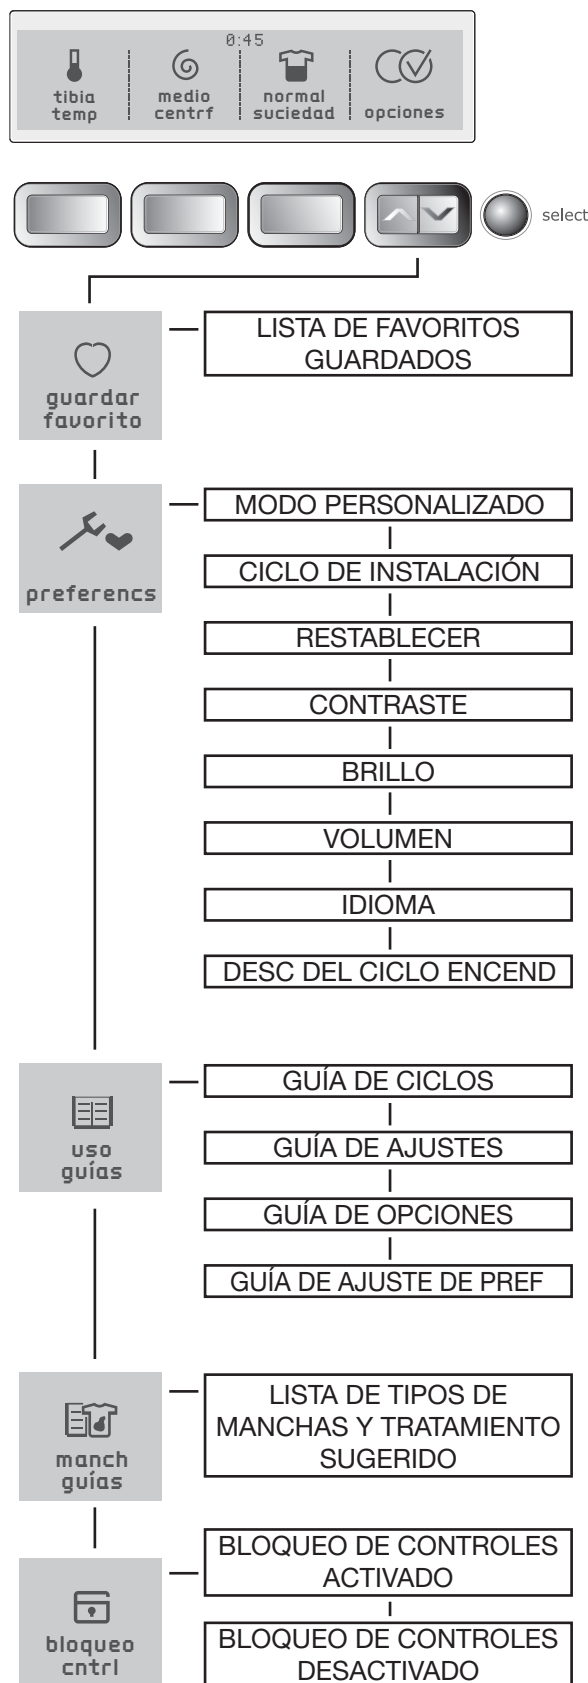 0:45
tibia
temp
medio
centrf
normal
suciedad
opciones
select
guardar
favorito
LISTA DE FAVORITOS
GUARDADOS
preferencs
MODO PERSONALIZADO
CICLO DE INSTALACIÓN
RESTABLECER
CONTRASTE
BRILLO
VOLUMEN
IDIOMA
DESC DEL CICLO ENCEND
uso
guías
GUÍA DE CICLOS
GUÍA DE AJUSTES
GUÍA DE OPCIONES
GUÍA DE AJUSTE DE PREF
manch
guías
LISTA DE TIPOS DE
MANCHAS Y TRATAMIENTO
SUGERIDO
bloqueo
cntrl
BLOQUEO DE CONTROLES
ACTIVADO
BLOQUEO DE CONTROLES
DESACTIVADO